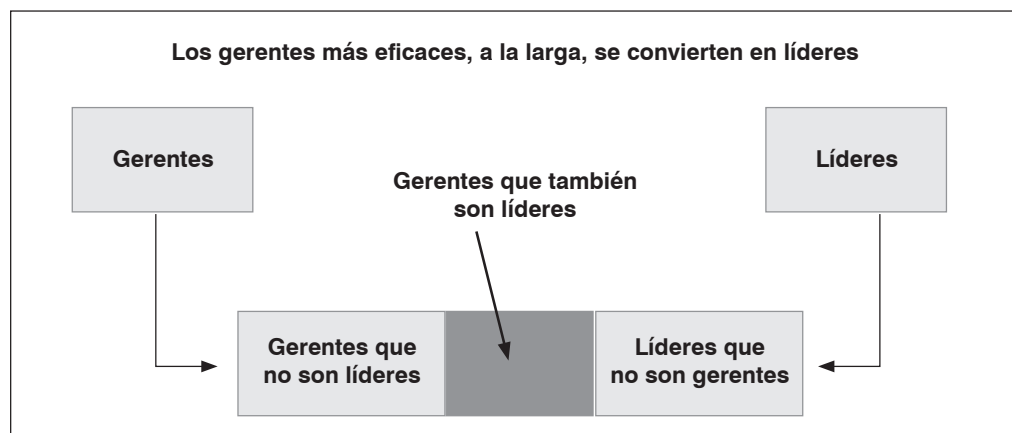 Los gerentes más eficaces, a la larga, se convierten en líderes
Gerentes
Líderes
Gerentes que también
son líderes
Gerentes que
no son líderes
Líderes que
no son gerentes